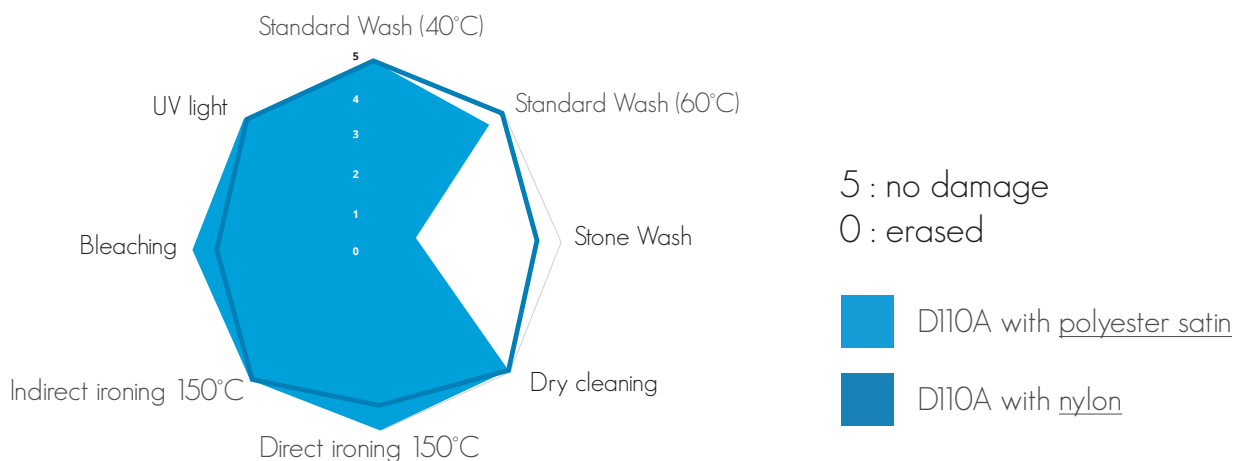 Standard Wash (40°C)
5
UV light
4
Standard Wash (60°C)
3
2
5 : no damage
1
Bleaching
0
Stone Wash
0 : erased
D110A with polyester satin
Indirect ironing 150°C
Dry cleaning
D110A with nylon
Direct ironing 150°C